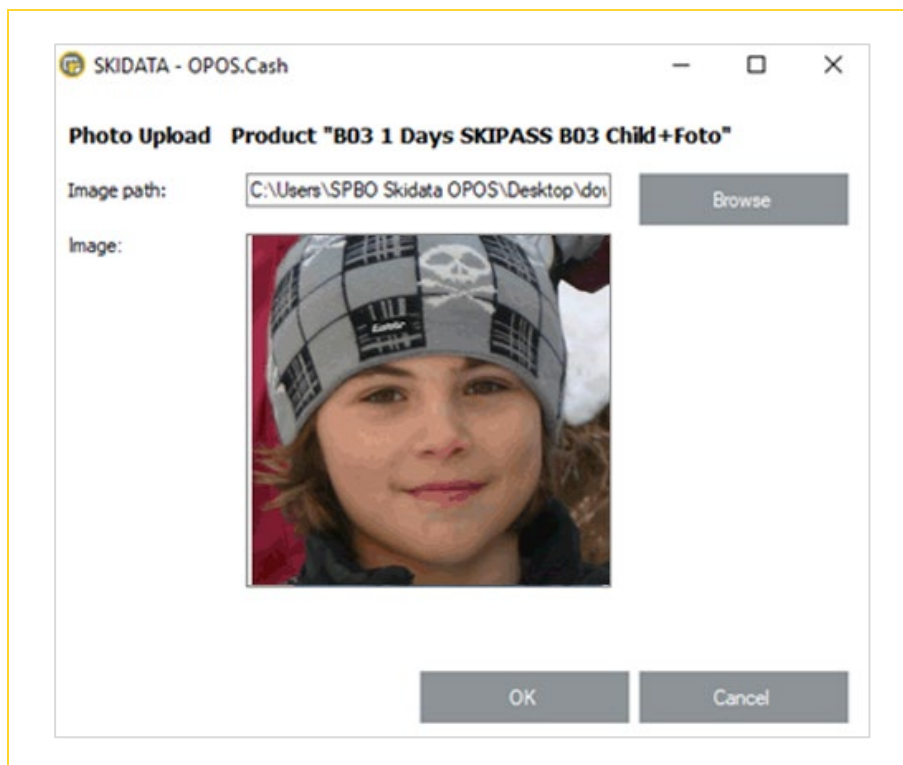 SKIDATA - OPOS.Cash
Photo Upload Product "B03 1 Days SKIPASS B03 Child+Foto"
Image path: C:\Users\SPBO Skidata OPOS\Desktop\ Browse
Image:
OK Cancel